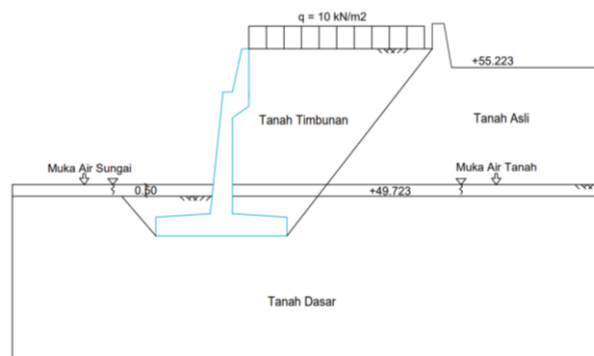 q = 10 kN/m2
+55.223
Tanah Timbunan
Tanah Asli
Muka Air Sungai
Muka Air Tanah
0.50
+49.723
Tanah Dasar